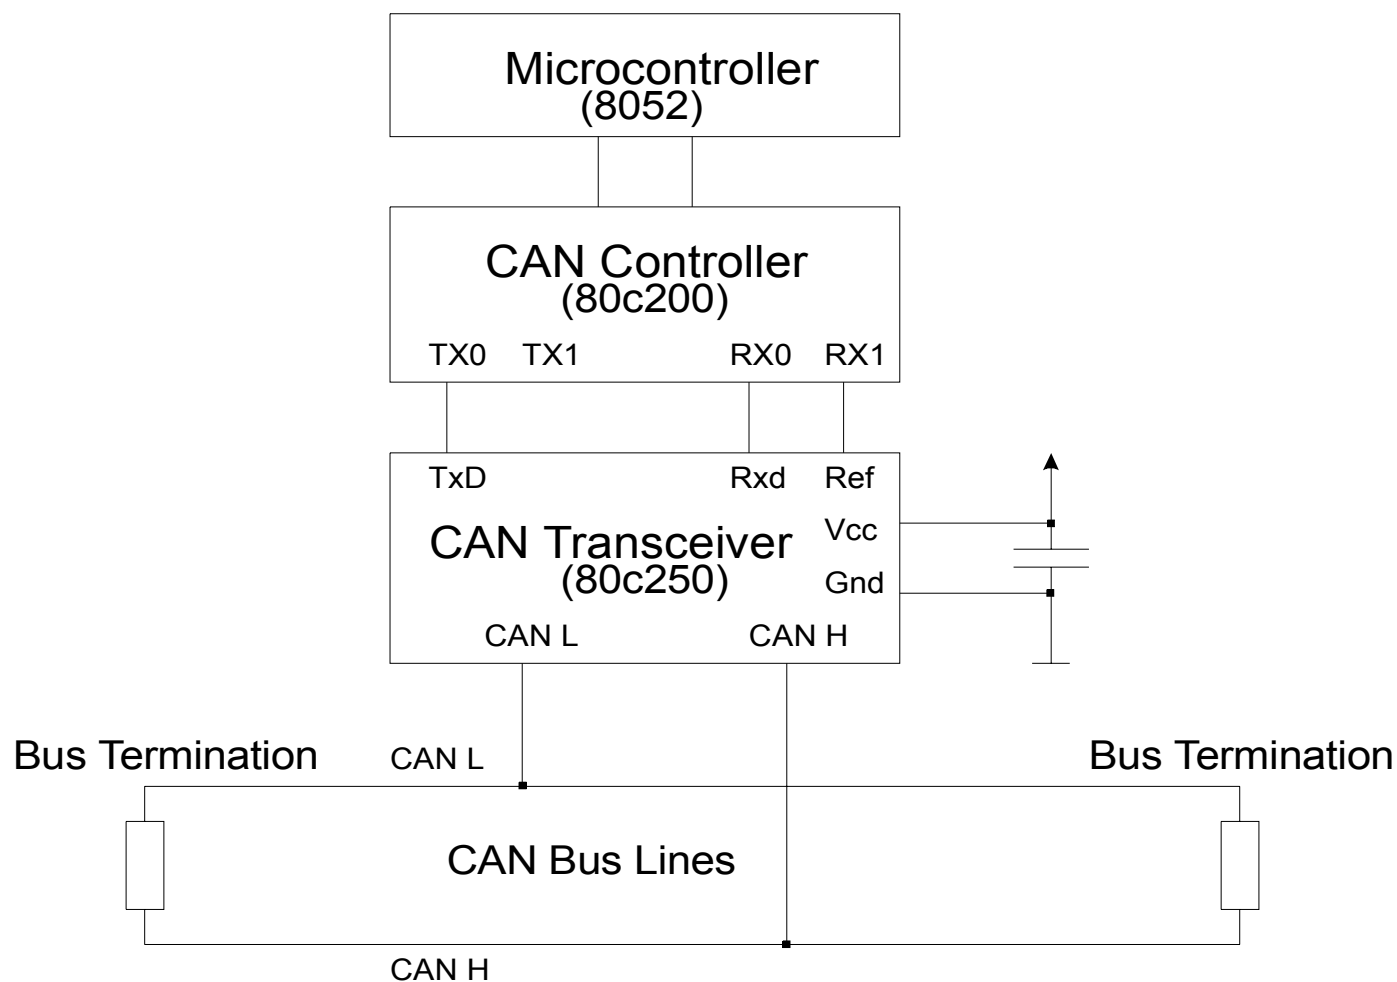 Microcontroller
(8052)
CAN Controller
(80c200)
TX0 TX1 RX0 RX1
TxD Rxd Ref
Vcc
CAN Transceiver
(80c250)
Gnd
CAN L CAN H
Bus Termination CAN L Bus Termination
CAN Bus Lines
CAN H